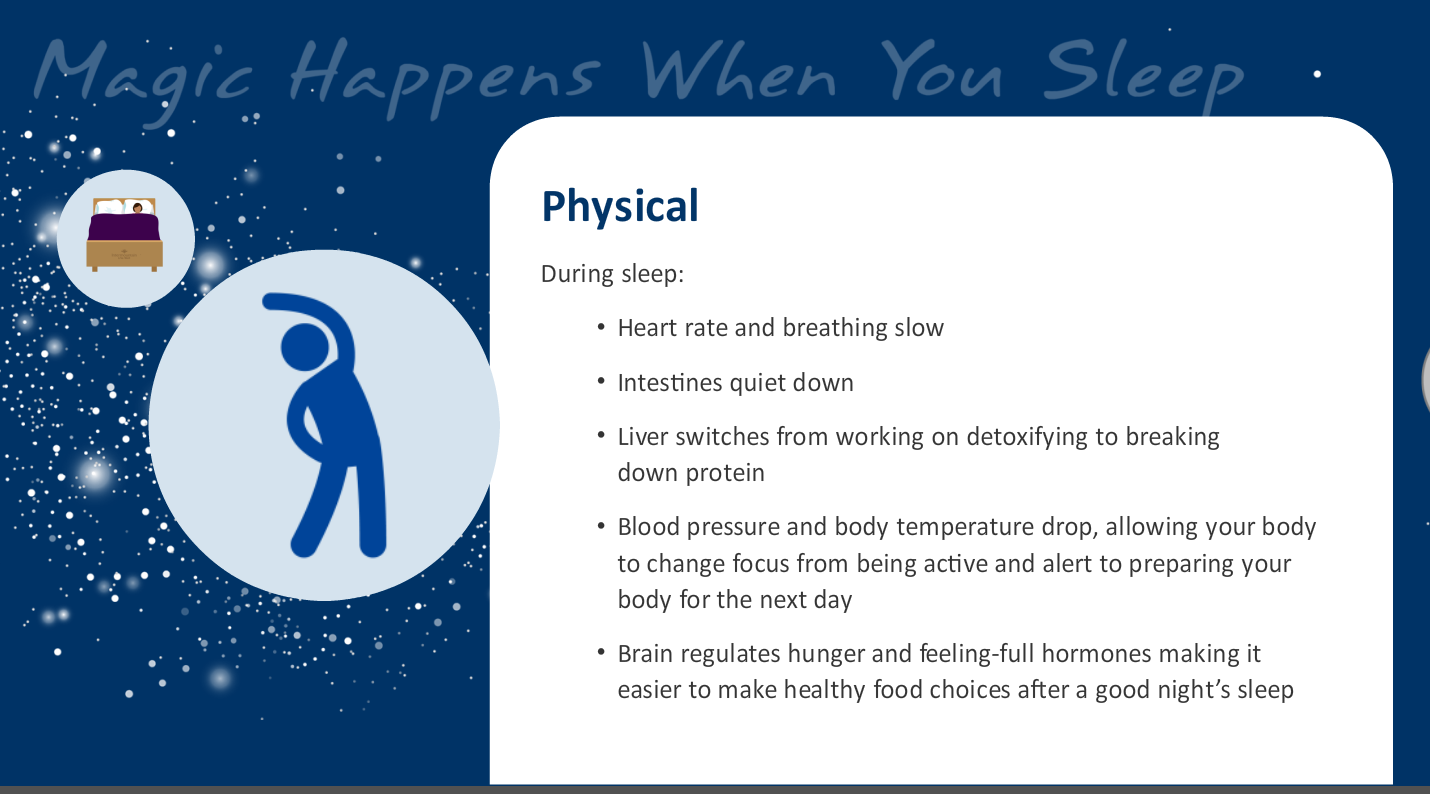 Magic Happens When You Sleep
Physical
During sleep:
• Heart rate and breathing slow
• Intestines quiet down
• Liver switches from working on detoxifying to breaking
down protein
• Blood pressure and body temperature drop, allowing your body
to change focus from being active and alert to preparing your
body for the next day
• Brain regulates hunger and feeling-full hormones making it
easier to make healthy food choices after a good night’s sleep